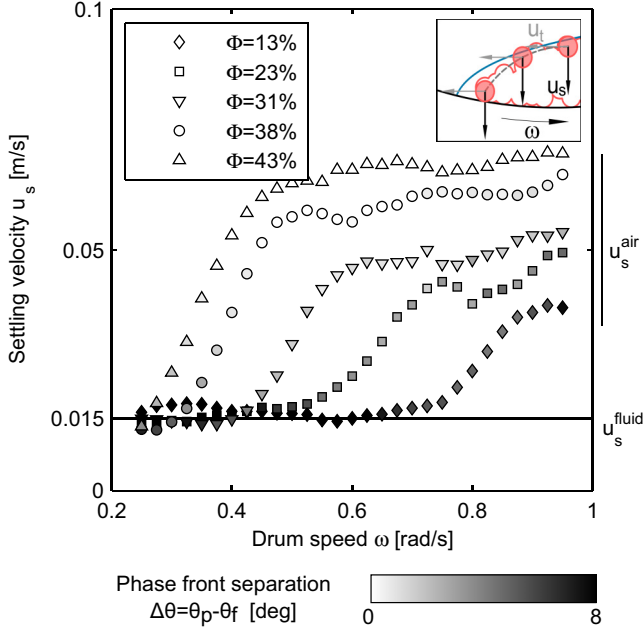 0.1
Φ=13%
Φ=23%
Φ=31%
Φ=38%
Φ=43%
u_t
u_s
ω
Settling velocity u_s [m/s]
0.05
u_s^air
0.015
u_s^fluid
0
0.2 0.4 0.6 0.8 1
Drum speed ω [rad/s]
Phase front separation
Δθ=θ_p-θ_f [deg]
0 8